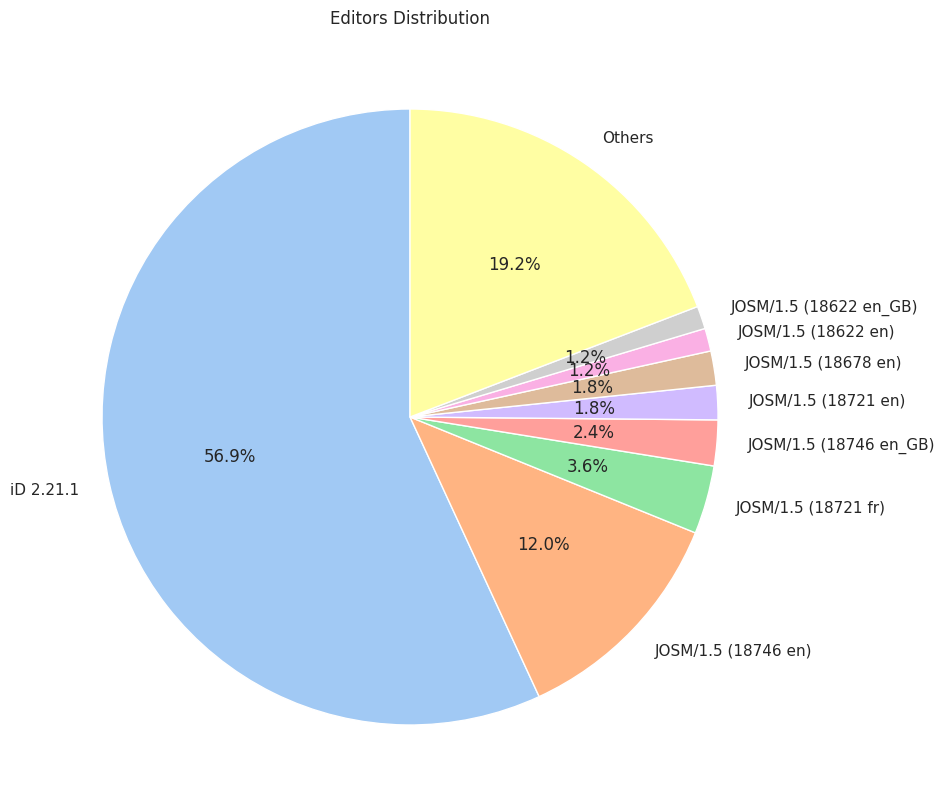 Editors Distribution
Others
19.2%
JOSM/1.5 (18622 en_GB)
1.2%
JOSM/1.5 (18622 en)
1.2%
JOSM/1.5 (18678 en)
1.8%
JOSM/1.5 (18721 en)
1.8%
JOSM/1.5 (18746 en_GB)
2.4%
JOSM/1.5 (18721 fr)
3.6%
JOSM/1.5 (18746 en)
12.0%
iD 2.21.1
56.9%